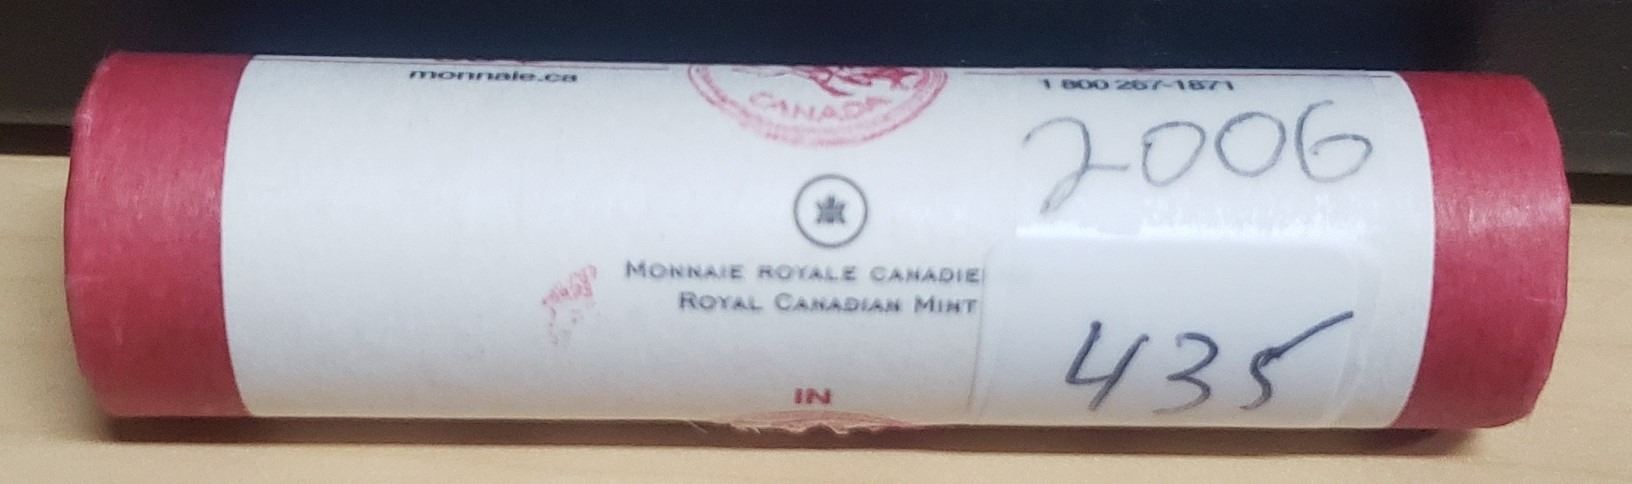 monnaie.ca
1 800 267-1871
CANADA
2006
MONNAIE ROYALE CANADIE
ROYAL CANADIAN MINT
435
IN